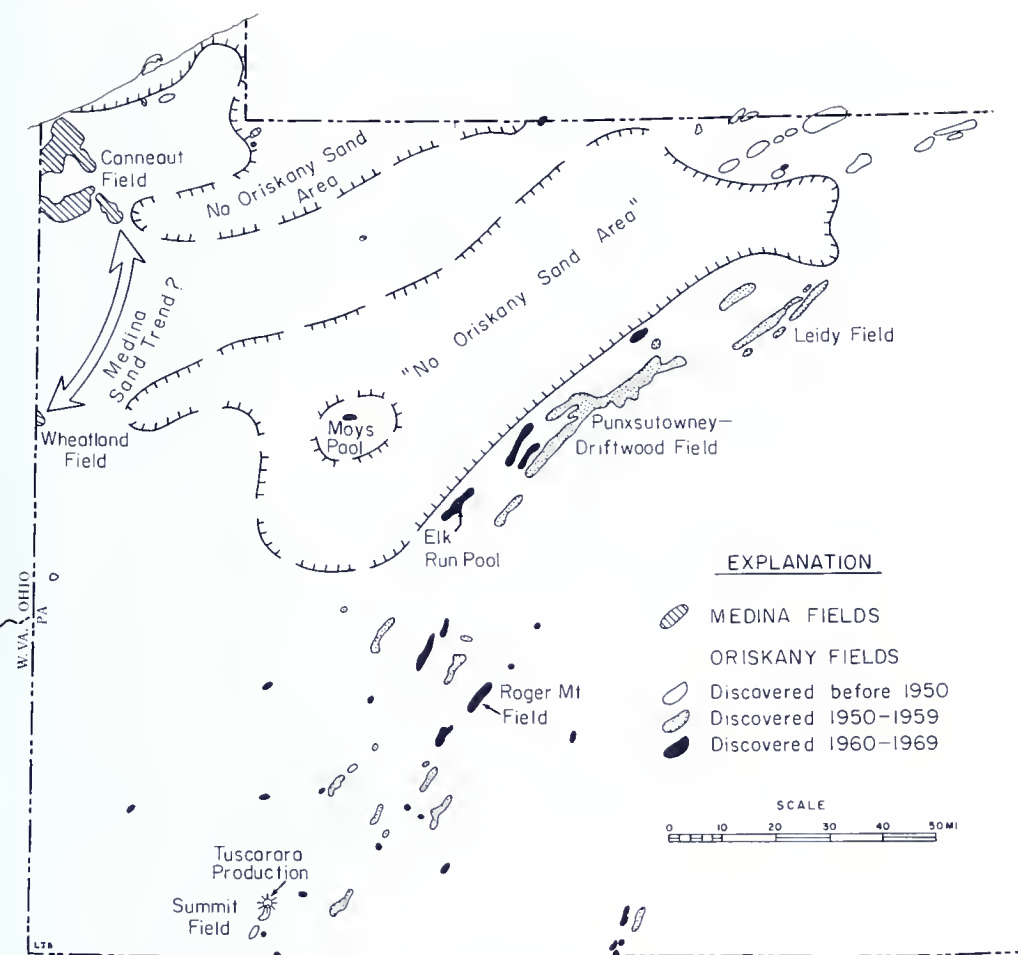 Conneaut
Field
No Oriskany Sand
Area
"No Oriskany Sand Area"
Medina
Sand Trend?
Leidy Field
Moys
Pool
Punxsutowney-
Driftwood Field
Wheatland
Field
Elk
Run Pool
W.VA. OHIO
PA
EXPLANATION
MEDINA FIELDS
ORISKANY FIELDS
Discovered before 1950
Discovered 1950-1959
Discovered 1960-1969
Roger Mt
Field
SCALE
0 10 20 30 40 50 MI
Tuscarora
Production
Summit
Field
LJB